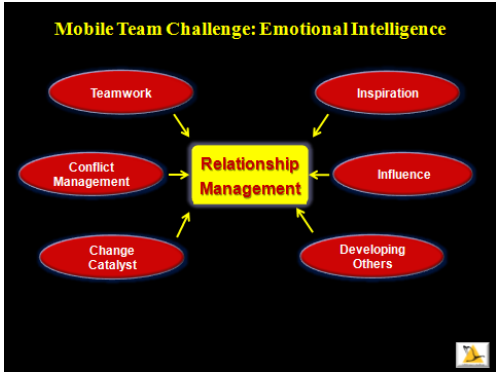 Mobile Team Challenge: Emotional Intelligence
Teamwork
Inspiration
Conflict
Management
Relationship
Management
Influence
Change
Catalyst
Developing
Others